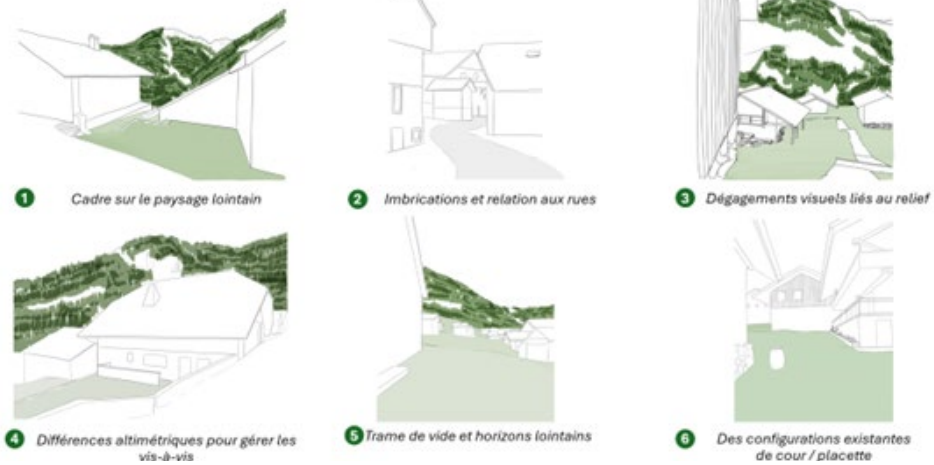 1 Cadre sur le paysage lointain
2 Imbrications et relation aux rues
3 Dégagements visuels liés au relief
4 Différences altimétriques pour gérer les
vis-à-vis
5 Trame de vide et horizons lointains
6 Des configurations existantes
de cour / placette